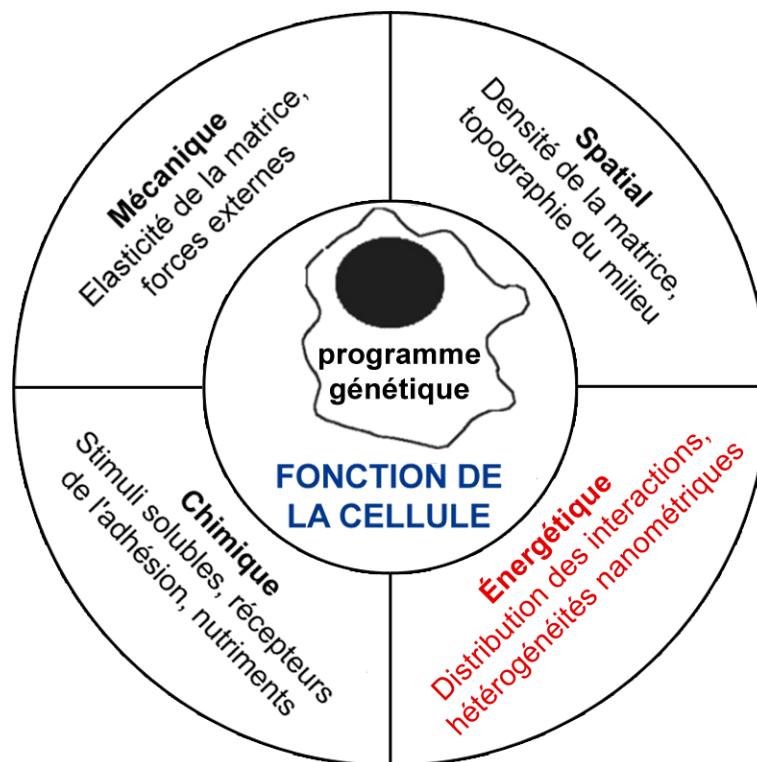 Mécanique
Elasticité de la matrice,
forces externes
Spatial
Densité de la matrice,
topographie du milieu
programme
génétique
FONCTION DE
LA CELLULE
Chimique
Stimuli solubles, récepteurs
de l'adhésion, nutriments
Énergétique
Distribution des interactions,
hétérogénéités nanométriques